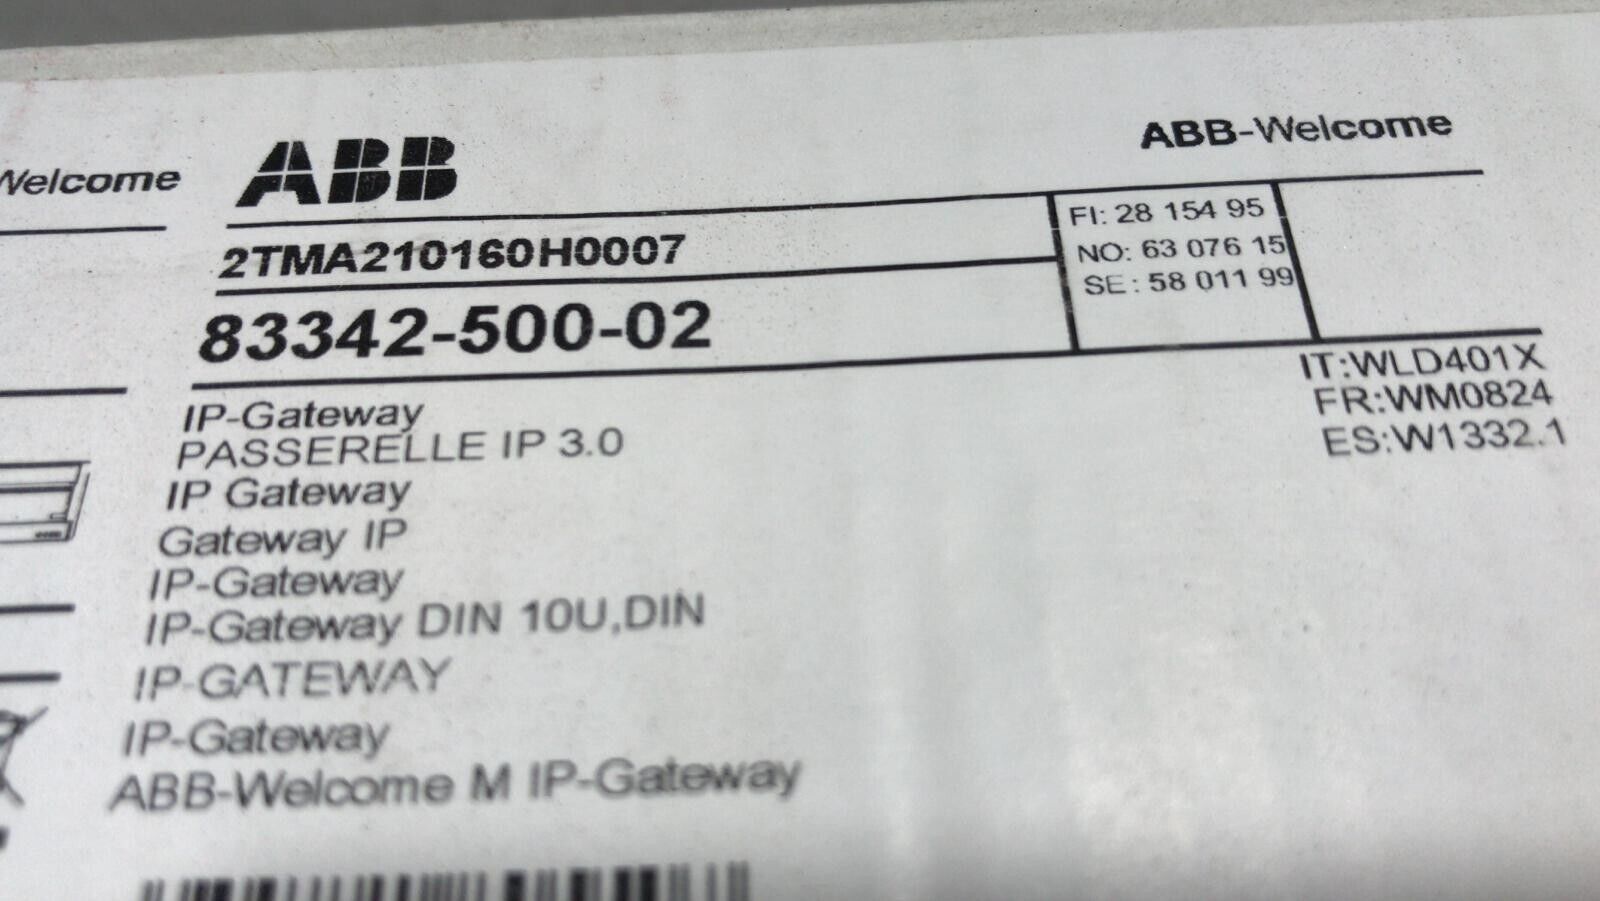 Welcome
ABB
ABB-Welcome
2TMA210160H0007
83342-500-02
FI: 28 154 95
NO: 63 076 15
SE: 58 011 99
IT:WLD401X
FR:WM0824
ES:W1332.1
IP-Gateway
PASSERELLE IP 3.0
IP Gateway
Gateway IP
IP-Gateway
IP-Gateway DIN 10U,DIN
IP-GATEWAY
IP-Gateway
ABB-Welcome M IP-Gateway